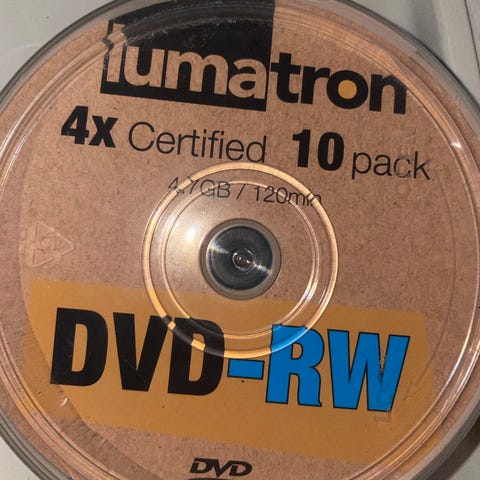 lumatron
4x Certified 10 pack
4.7GB / 120min
DVD-RW
DVD